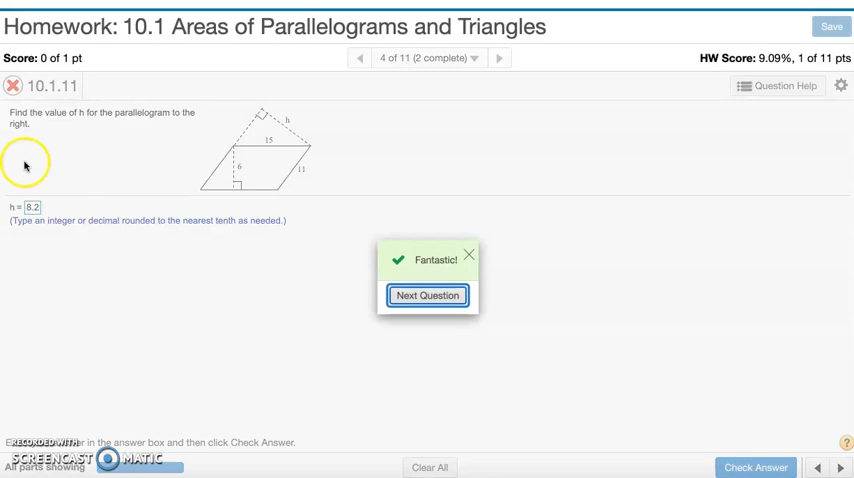 Homework: 10.1 Areas of Parallelograms and Triangles
Save
Score: 0 of 1 pt
4 of 11 (2 complete)
HW Score: 9.09%, 1 of 11 pts
10.1.11
Question Help
Find the value of h for the parallelogram to the
right.
h
15
6
11
h = 8.2
(Type an integer or decimal rounded to the nearest tenth as needed.)
Fantastic!
Next Question
er in the answer box and then click Check Answer.
RECORDED WITH
SCREENCAST MATIC
All parts showing
Clear All
Check Answer
?